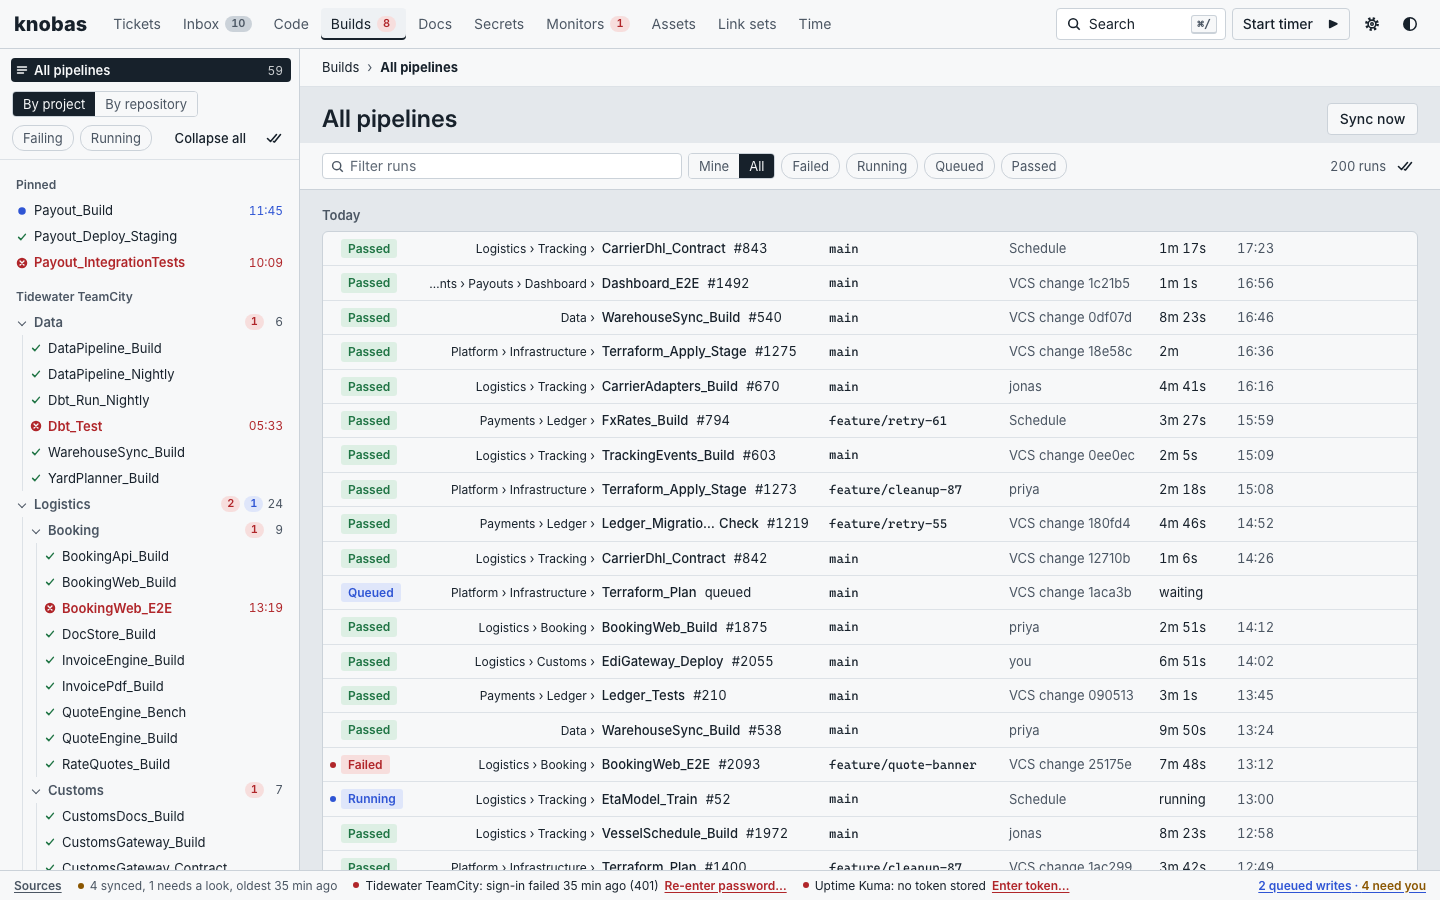 knobas Tickets Inbox 10 Code Builds 8 Docs Secrets Monitors 1 Assets Link sets Time Search ⌘/ Start timer
All pipelines 59
By project By repository
Failing Running Collapse all
Pinned
Payout_Build 11:45
Payout_Deploy_Staging
Payout_IntegrationTests 10:09
Tidewater TeamCity
Data 1 6
DataPipeline_Build
DataPipeline_Nightly
Dbt_Run_Nightly
Dbt_Test 05:33
WarehouseSync_Build
YardPlanner_Build
Logistics 2 1 24
Booking 1 9
BookingApi_Build
BookingWeb_Build
BookingWeb_E2E 13:19
DocStore_Build
InvoiceEngine_Build
InvoicePdf_Build
QuoteEngine_Bench
QuoteEngine_Build
RateQuotes_Build
Customs 1 7
CustomsDocs_Build
CustomsGateway_Build
CustomsGateway_Contract
Builds › All pipelines
All pipelines Sync now
Filter runs Mine All Failed Running Queued Passed 200 runs
Today
Passed Logistics › Tracking › CarrierDhl_Contract #843 main Schedule 1m 17s 17:23
Passed …nts › Payouts › Dashboard › Dashboard_E2E #1492 main VCS change 1c21b5 1m 1s 16:56
Passed Data › WarehouseSync_Build #540 main VCS change 0df07d 8m 23s 16:46
Passed Platform › Infrastructure › Terraform_Apply_Stage #1275 main VCS change 18e58c 2m 16:36
Passed Logistics › Tracking › CarrierAdapters_Build #670 main jonas 4m 41s 16:16
Passed Payments › Ledger › FxRates_Build #794 feature/retry-61 Schedule 3m 27s 15:59
Passed Logistics › Tracking › TrackingEvents_Build #603 main VCS change 0ee0ec 2m 5s 15:09
Passed Platform › Infrastructure › Terraform_Apply_Stage #1273 feature/cleanup-87 priya 2m 18s 15:08
Passed Payments › Ledger › Ledger_Migratio… Check #1219 feature/retry-55 VCS change 180fd4 4m 46s 14:52
Passed Logistics › Tracking › CarrierDhl_Contract #842 main VCS change 12710b 1m 6s 14:26
Queued Platform › Infrastructure › Terraform_Plan queued main VCS change 1aca3b waiting
Passed Logistics › Booking › BookingWeb_Build #1875 main priya 2m 51s 14:12
Passed Logistics › Customs › EdiGateway_Deploy #2055 main you 6m 51s 14:02
Passed Payments › Ledger › Ledger_Tests #210 main VCS change 090513 3m 1s 13:45
Passed Data › WarehouseSync_Build #538 main priya 9m 50s 13:24
Failed Logistics › Booking › BookingWeb_E2E #2093 feature/quote-banner VCS change 25175e 7m 48s 13:12
Running Logistics › Tracking › EtaModel_Train #52 main Schedule running 13:00
Passed Logistics › Tracking › VesselSchedule_Build #1972 main jonas 8m 23s 12:58
Passed Platform › Infrastructure › Terraform_Plan #1400 feature/cleanup-87 VCS change 1ac299 3m 42s 12:49
Sources 4 synced, 1 needs a look, oldest 35 min ago Tidewater TeamCity: sign-in failed 35 min ago (401) Re-enter password… Uptime Kuma: no token stored Enter token… 2 queued writes · 4 need you